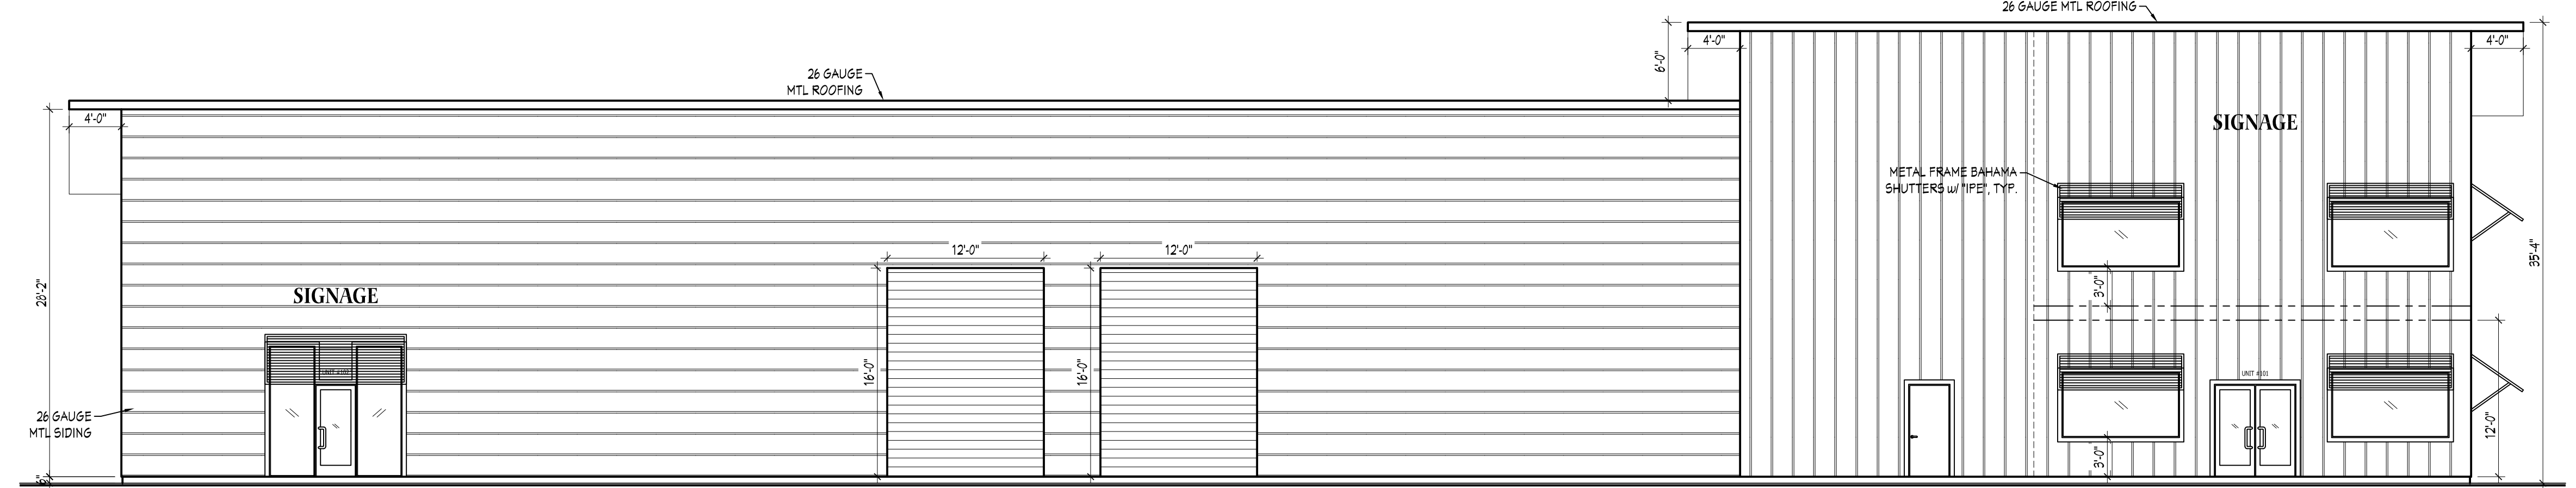 26 GAUGE MTL ROOFING
4'-0"
4'-0"
6'-0"
26 GAUGE
MTL ROOFING
4'-0"
SIGNAGE
METAL FRAME BAHAMA
SHUTTERS w/ "IPE", TYP.
12'-0"
12'-0"
35'-4"
28'-2"
SIGNAGE
3'-0"
16'-0"
16'-0"
UNIT #102
UNIT #101
26 GAUGE
MTL SIDING
12'-0"
3'-0"
6"